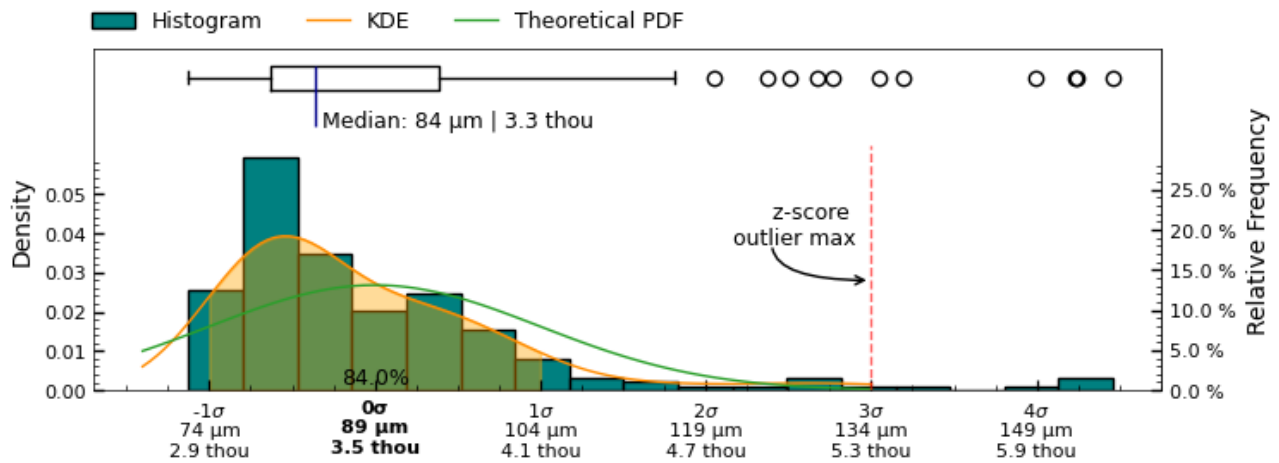 Histogram KDE Theoretical PDF
Median: 84 μm | 3.3 thou
Density
0.05
0.04
0.03
0.02
0.01
0.00
z-score
outlier max
84.0%
Relative Frequency
25.0 %
20.0 %
15.0 %
10.0 %
5.0 %
0.0 %
-1σ 0σ 1σ 2σ 3σ 4σ
74 μm 89 μm 104 μm 119 μm 134 μm 149 μm
2.9 thou 3.5 thou 4.1 thou 4.7 thou 5.3 thou 5.9 thou